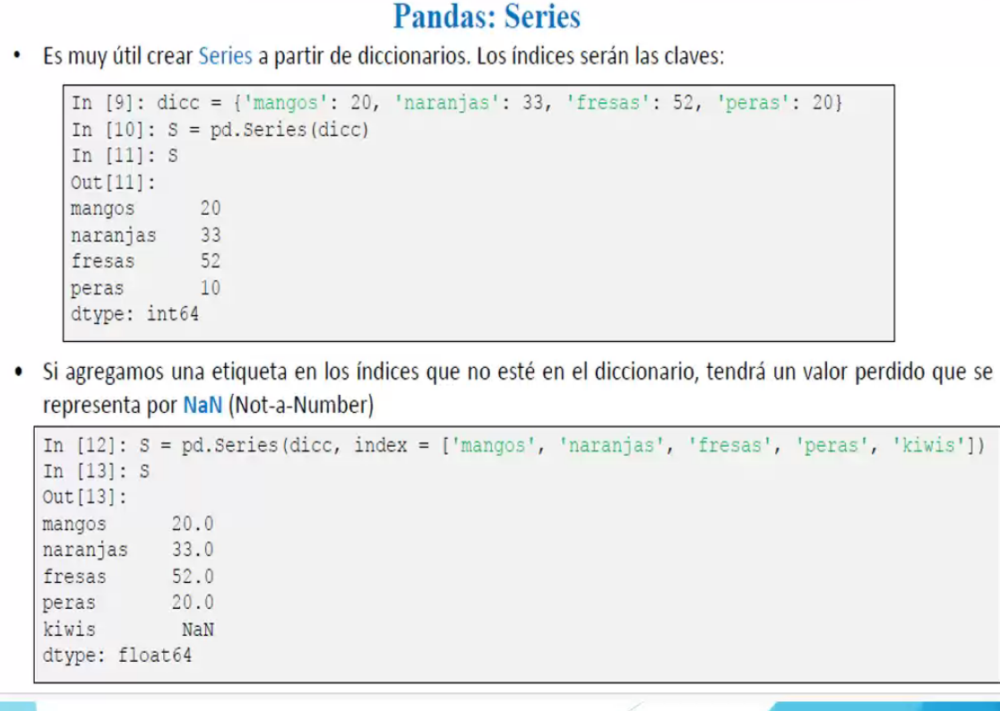 Pandas: Series
• Es muy útil crear Series a partir de diccionarios. Los índices serán las claves:
In [9]: dicc = {'mangos': 20, 'naranjas': 33, 'fresas': 52, 'peras': 20}
In [10]: S = pd.Series(dicc)
In [11]: S
Out[11]:
mangos 20
naranjas 33
fresas 52
peras 10
dtype: int64
• Si agregamos una etiqueta en los índices que no esté en el diccionario, tendrá un valor perdido que se
representa por NaN (Not-a-Number)
In [12]: S = pd.Series(dicc, index = ['mangos', 'naranjas', 'fresas', 'peras', 'kiwis'])
In [13]: S
Out[13]:
mangos 20.0
naranjas 33.0
fresas 52.0
peras 20.0
kiwis NaN
dtype: float64